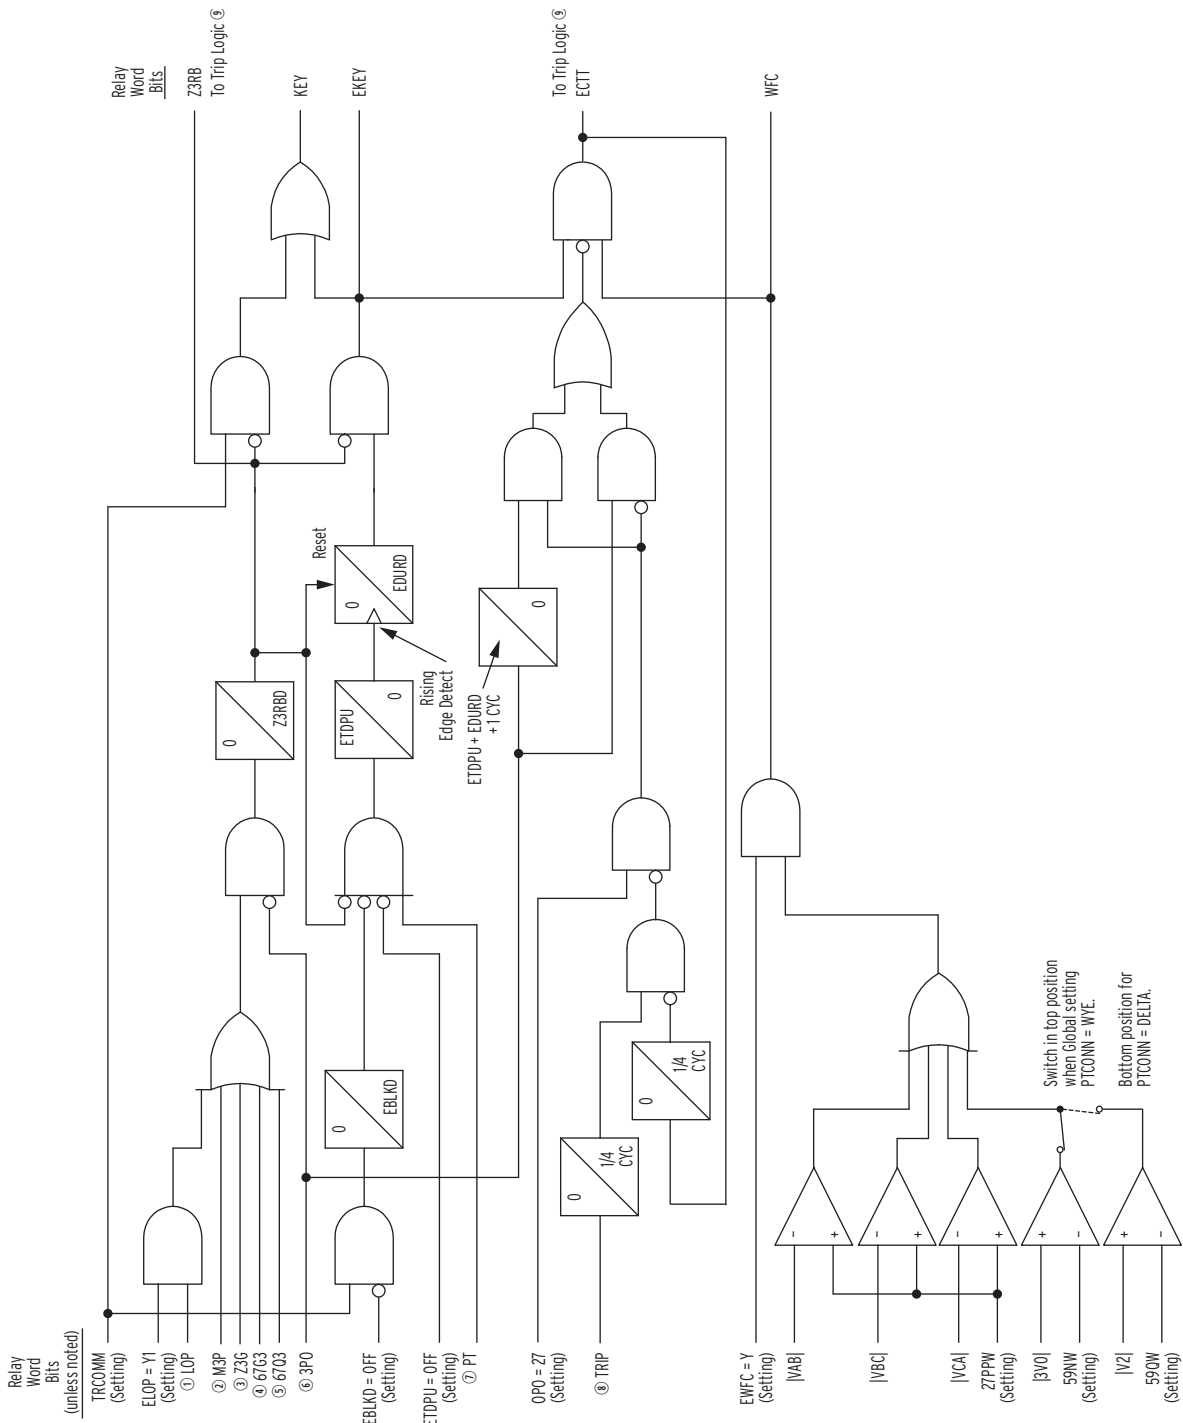 Relay
Word
Bits
(unless noted)
TRCOMM
(Setting)
ELOP = Y1
(Setting)
① LOP
② M3P
③ Z3G
④ 67G3
⑤ 67Q3
⑥ 3PO
EBLKD = OFF
(Setting)
ETDPU = OFF
(Setting)
⑦ PT
OPO = 27
(Setting)
⑧ TRIP
EWFC = Y
(Setting)
|VAB|
|VBC|
|VCA|
27PPW
(Setting)
|3V0|
59NW
(Setting)
|V2|
59QW
(Setting)
0
EBLKD
0
1/4
CYC
0
1/4
CYC
-
+
-
+
-
+
+
-
+
-
Switch in top position
when Global setting
PTCONN = WYE.
Bottom position for
PTCONN = DELTA.
0
Z3RBD
ETDPU
0
Rising
Edge Detect
ETDPU + EDURD
+1 CYC
0
Reset
0
EDURD
Relay
Word
Bits
Z3RB
To Trip Logic ⑨
KEY
EKEY
To Trip Logic ⑨
ECTT
WFC